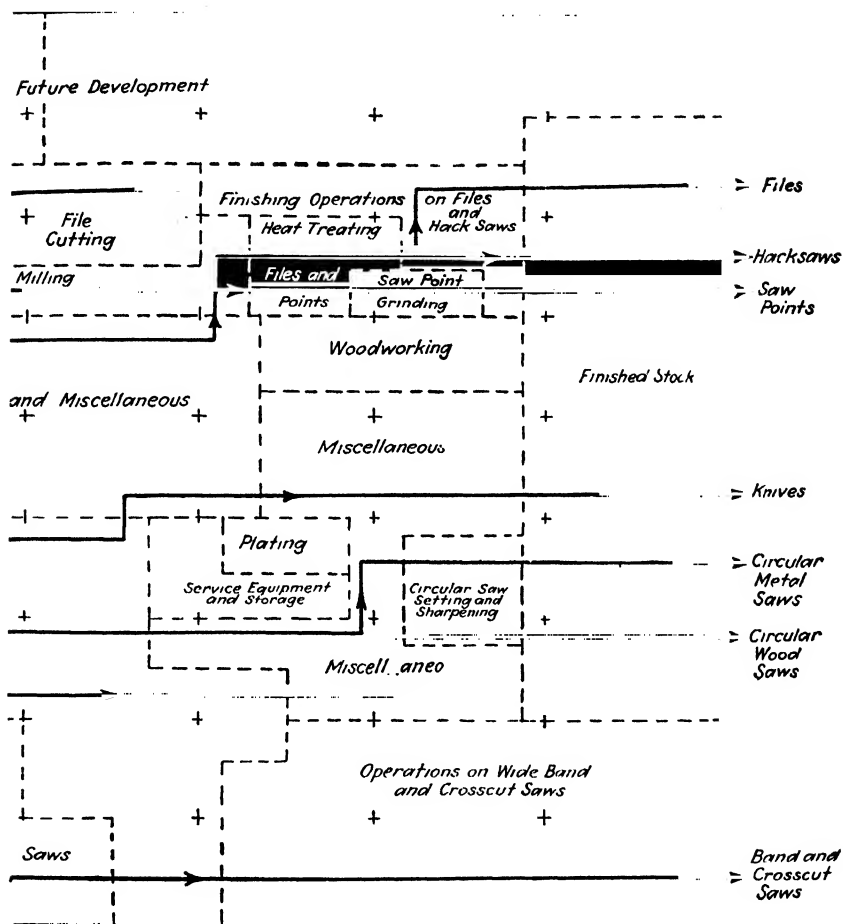 Future Development
Files
Finishing Operations on Files
and
Hack Saws
File
Cutting
Heat Treating
Hacksaws
Milling
Files and
Saw Point
Saw
Points
Points
Grinding
Woodworking
Finished Stock
and Miscellaneous
Miscellaneous
Knives
Plating
Circular
Metal
Saws
Service Equipment
and Storage
Circular Saw
Setting and
Sharpening
Circular
Wood
Saws
Miscell aneo
Operations on Wide Band
and Crosscut Saws
Saws
Band and
Crosscut
Saws